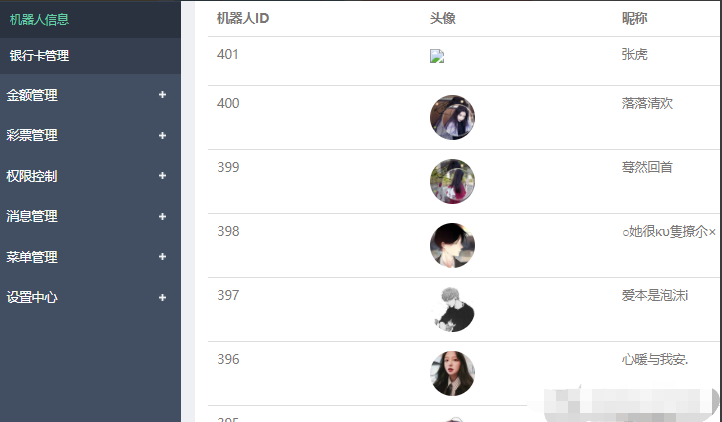 机器人信息
银行卡管理
金额管理 +
彩票管理 +
权限控制 +
消息管理 +
菜单管理 +
设置中心 +
机器人ID 头像 昵称
401 张虎
400 落落清欢
399 蓦然回首
398 ○她很κυ隻撩尒×
397 爱本是泡沫i
396 心暖与我安.